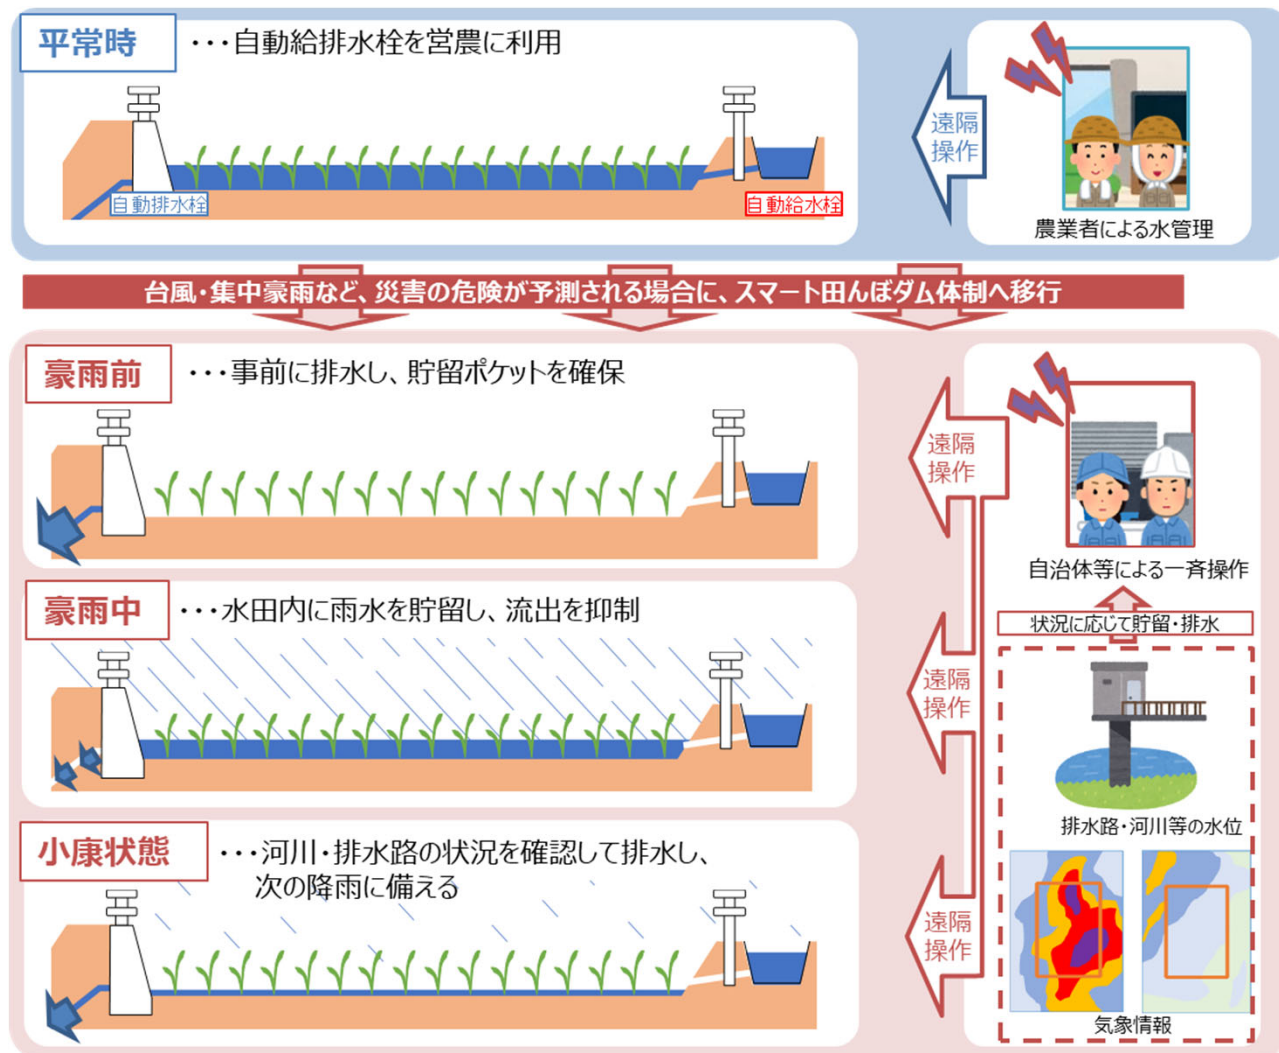 平常時
・・・自動給排水栓を営農に利用
自動排水栓
自動給水栓
遠隔
操作
農業者による水管理
台風・集中豪雨など、災害の危険が予測される場合に、スマート田んぼダム体制へ移行
豪雨前
・・・事前に排水し、貯留ポケットを確保
遠隔
操作
自治体等による一斉操作
状況に応じて貯留・排水
豪雨中
・・・水田内に雨水を貯留し、流出を抑制
遠隔
操作
排水路・河川等の水位
小康状態
・・・河川・排水路の状況を確認して排水し、
次の降雨に備える
遠隔
操作
気象情報